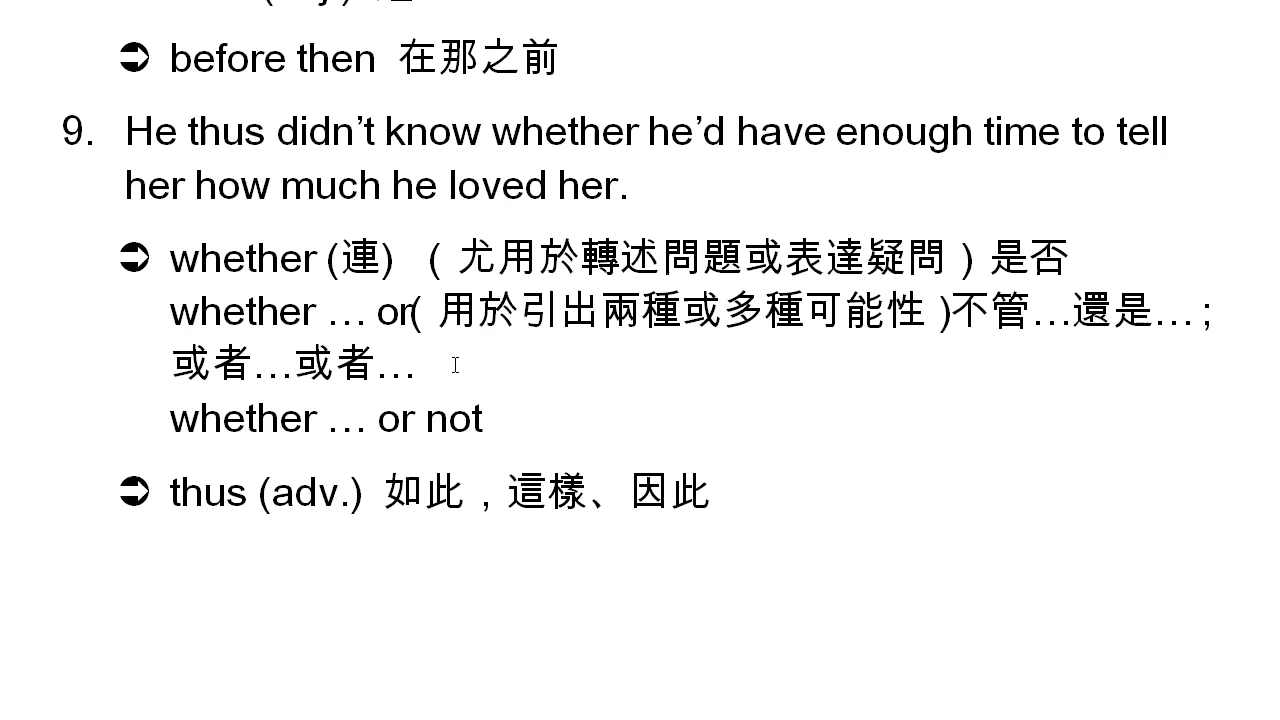 ➲ before then 在那之前
9. He thus didn’t know whether he’d have enough time to tell
her how much he loved her.
➲ whether (連) （尤用於轉述問題或表達疑問）是否
whether … or(用於引出兩種或多種可能性)不管…還是…;
或者…或者…
whether … or not
➲ thus (adv.) 如此，這樣、因此